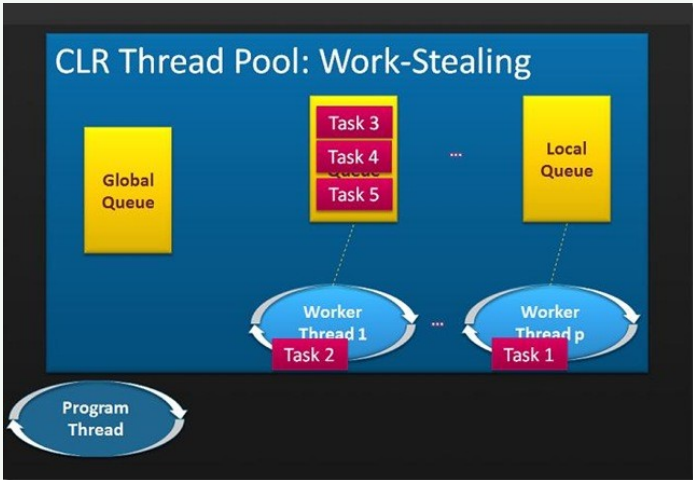 CLR Thread Pool: Work-Stealing
Global
Queue
Task 3
Task 4
Queue
Task 5
...
Local
Queue
Worker
Thread 1
Task 2
...
Worker
Thread p
Task 1
Program
Thread